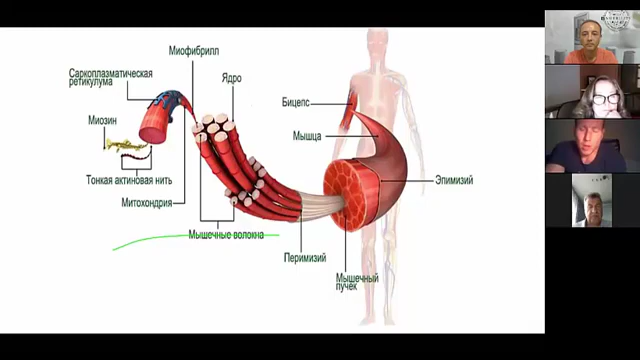 Миофибрилл
Саркоплазматическая
ретикулума
Ядро
Миозин
Бицепс
Мышца
Тонкая актиновая нить
Эпимизий
Митохондрия
Мышечные волокна
Перимизий
Мышечный
пучек